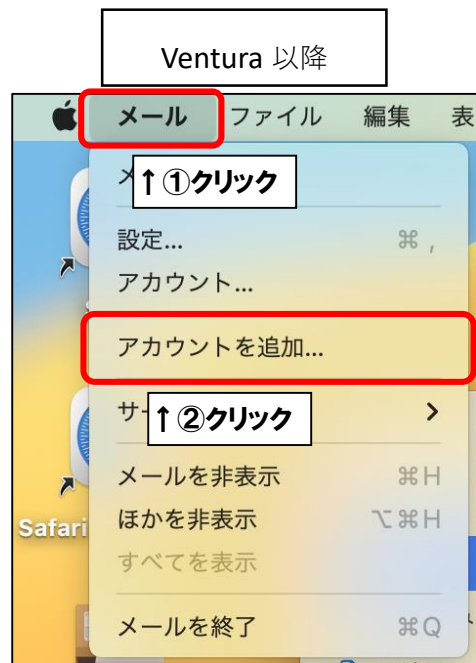 Ventura 以降
メール ファイル 編集 表
メ
↑①クリック
設定... ⌘ ,
アカウント...
アカウントを追加...
サ
↑②クリック
メールを非表示 ⌘H
ほかを非表示 ⌥⌘H
Safari
すべてを表示
メールを終了 ⌘Q